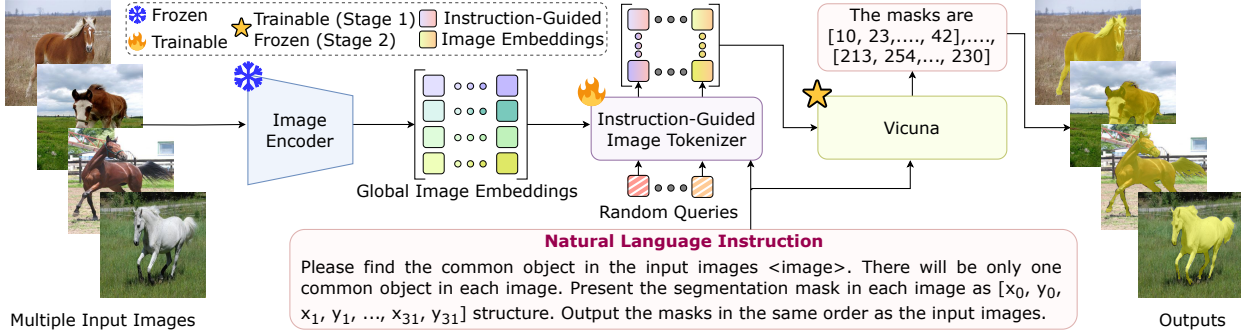 Frozen
Trainable
Trainable (Stage 1)
Frozen (Stage 2)
Instruction-Guided
Image Embeddings
The masks are
[10, 23,...., 42],....,
[213, 254,..., 230]
Image
Encoder
Global Image Embeddings
Instruction-Guided
Image Tokenizer
Vicuna
Random Queries
Natural Language Instruction
Please find the common object in the input images <image>. There will be only one
common object in each image. Present the segmentation mask in each image as [x₀, y₀,
x₁, y₁, ..., x₃₁, y₃₁] structure. Output the masks in the same order as the input images.
Multiple Input Images
Outputs